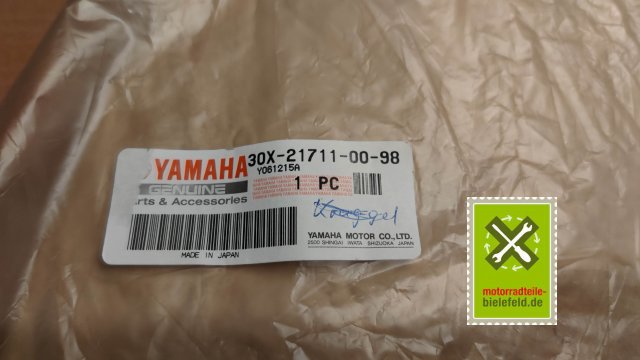 YAMAHA
GENUINE
Parts & Accessories
30X-21711-00-98
Y061215A
1 PC
YAMAHA MOTOR CO., LTD.
2500 SHINGAI IWATA SHIZUOKA JAPAN
MADE IN JAPAN
motorradteile-
bielefeld.de